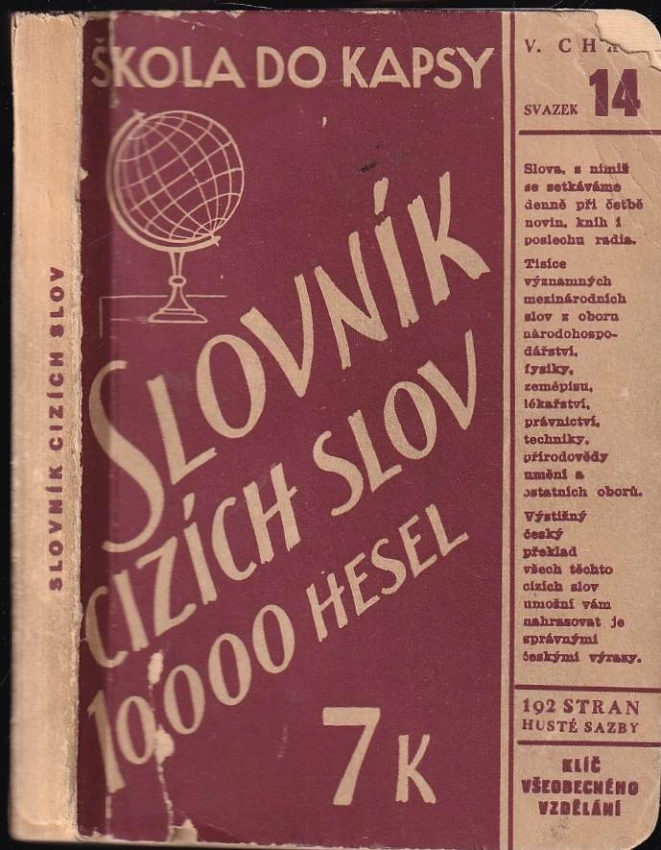 SLOVNÍK CIZÍCH SLOV
ŠKOLA DO KAPSY
SLOVNÍK
CIZÍCH SLOV
10000 HESEL
7 K
V.
SVAZEK 14
Slova, s nimiž
se setkáváme
denně při četbě
novin, knih i
poslechu radia.
Tisíce
významných
mezinárodních
slov z oboru
národohospo-
dářství,
fysiky,
zeměpisu,
lékařství,
právnictví,
techniky,
přírodovědy
umění a
ostatních oborů.
Výstižný
český
překlad
všech těchto
cizích slov
umožní vám
nahrazovat je
správnými
českými výrazy.
192 STRAN
HUSTÉ SAZBY
KLÍČ
VŠEOBECNÉHO
VZDĚLÁNÍ